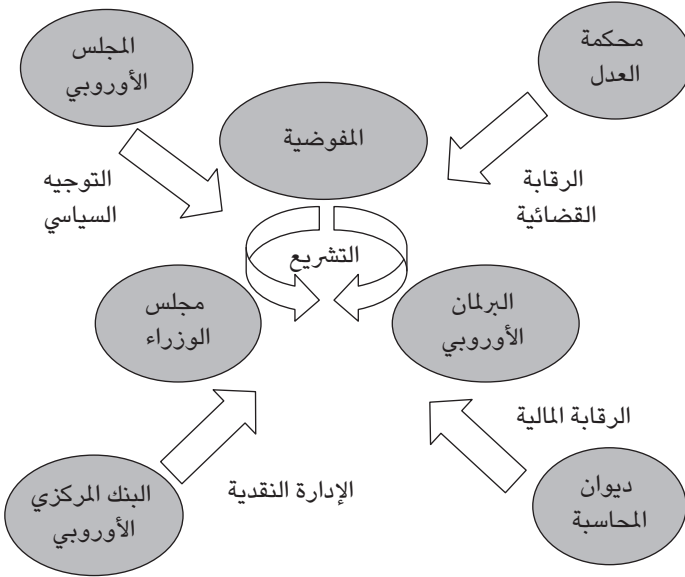 محكمة
العدل
المجلس
الأوروبي
المفوضية
الرقابة
القضائية
التوجيه
السياسي
التشريع
البرلمان
الأوروبي
مجلس
الوزراء
الرقابة المالية
الإدارة النقدية
ديوان
المحاسبة
البنك المركزي
الأوروبي